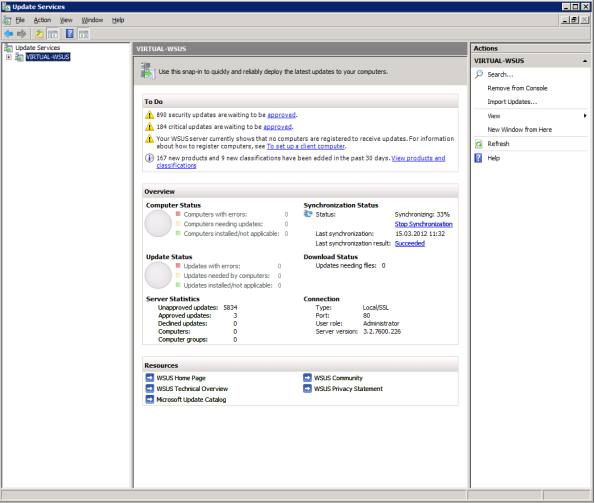 Update Services
File Action View Window Help
Update Services
VIRTUAL-WSUS
VIRTUAL-WSUS
Use this snap-in to quickly and reliably deploy the latest updates to your computers.
To Do
890 security updates are waiting to be approved.
184 critical updates are waiting to be approved.
Your WSUS server currently shows that no computers are registered to receive updates. For information
about how to register computers, see To set up a client computer.
167 new products and 9 new classifications have been added in the past 30 days. View products and
classifications
Overview
Computer Status
Computers with errors: 0
Computers needing updates: 0
Computers installed/not applicable: 0
Synchronization Status
Status: Synchronizing: 33%
Stop Synchronization
Last synchronization: 15.03.2012 11:32
Last synchronization result: Succeeded
Update Status
Updates with errors: 0
Updates needed by computers: 0
Updates installed/not applicable: 0
Download Status
Updates needing files: 0
Server Statistics
Unapproved updates: 5834
Approved updates: 3
Declined updates: 0
Computers: 0
Computer groups: 0
Connection
Type: Local/SSL
Port: 80
User role: Administrator
Server version: 3.2.7600.226
Resources
WSUS Home Page
WSUS Technical Overview
Microsoft Update Catalog
WSUS Community
WSUS Privacy Statement
Actions
VIRTUAL-WSUS
Search...
Remove from Console
Import Updates...
View
New Window from Here
Refresh
Help